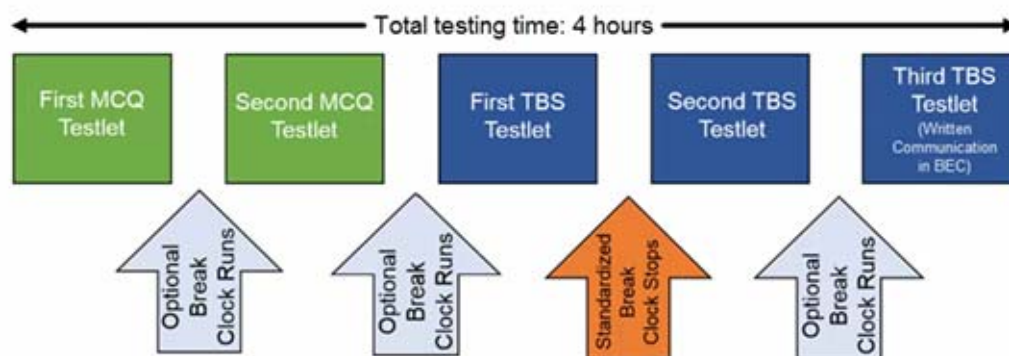 Total testing time: 4 hours
First MCQ
Testlet
Second MCQ
Testlet
First TBS
Testlet
Second TBS
Testlet
Third TBS
Testlet
(Written
Communication
in BEC)
Optional
Break
Clock Runs
Optional
Break
Clock Runs
Standardized
Break
Clock Stops
Optional
Break
Clock Runs